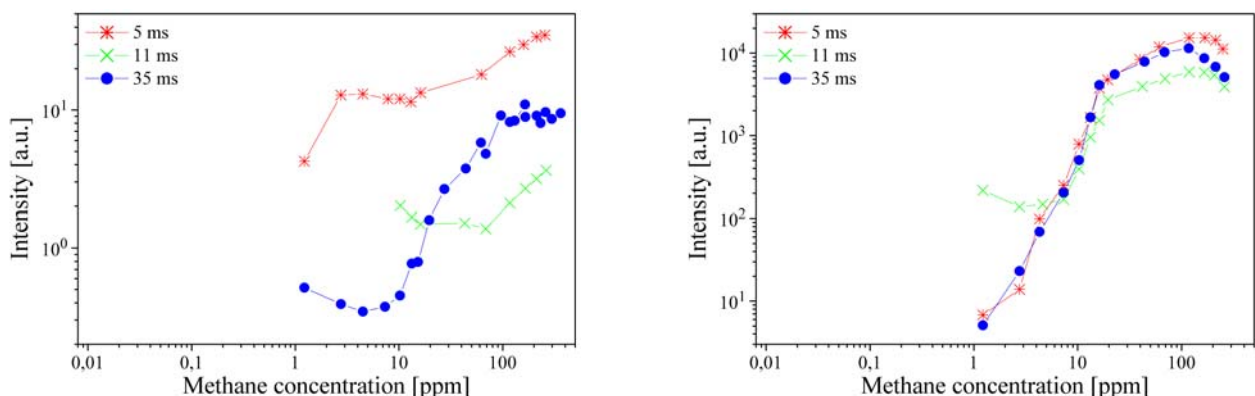 5 ms
11 ms
35 ms
10¹
10⁰
Intensity [a.u.]
0,01 0,1 1 10 100
Methane concentration [ppm]
5 ms
11 ms
35 ms
10⁴
10³
10²
10¹
Intensity [a.u.]
0,01 0,1 1 10 100
Methane concentration [ppm]